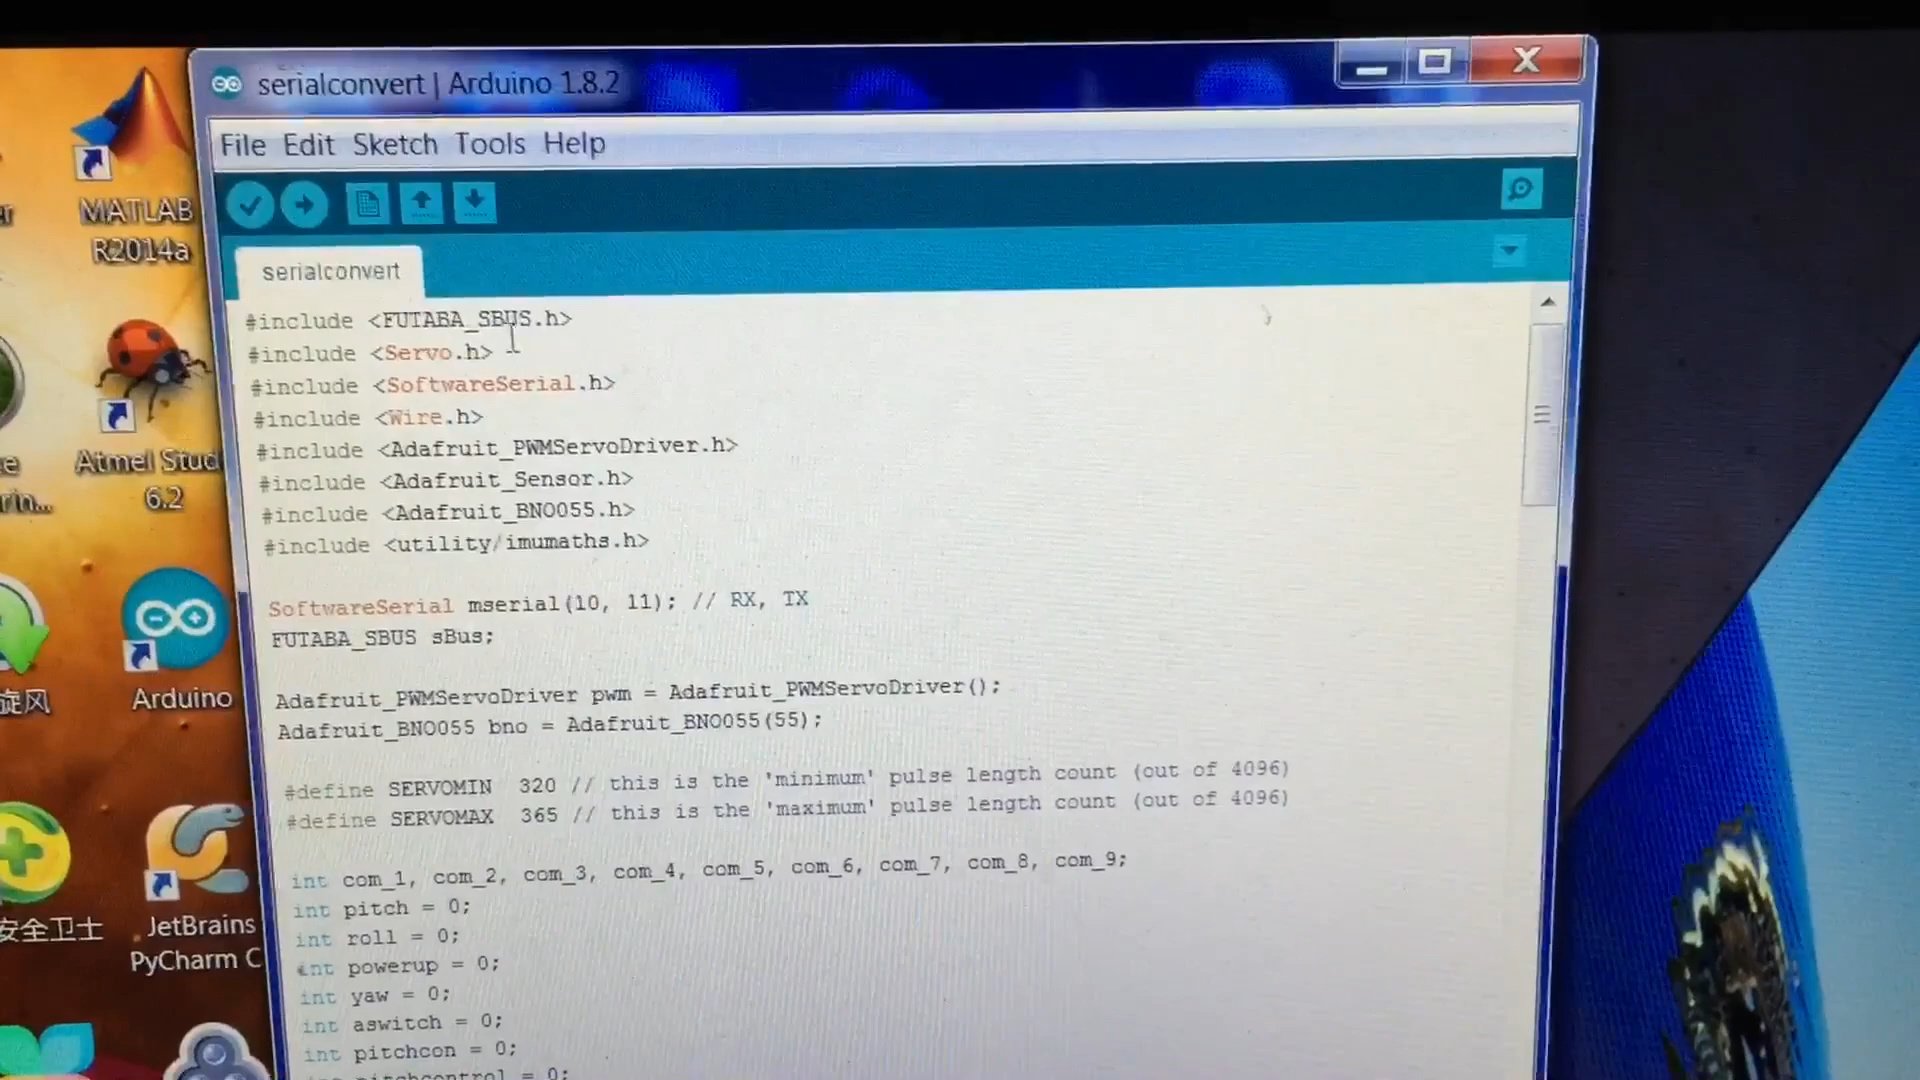 serialconvert | Arduino 1.8.2
File Edit Sketch Tools Help
serialconvert
#include <FUTABA_SBUS.h>
#include <Servo.h>
#include <SoftwareSerial.h>
#include <Wire.h>
#include <Adafruit_PWMServoDriver.h>
#include <Adafruit_Sensor.h>
#include <Adafruit_BNO055.h>
#include <utility/imumaths.h>
SoftwareSerial mserial(10, 11); // RX, TX
FUTABA_SBUS sBus;
Adafruit_PWMServoDriver pwm = Adafruit_PWMServoDriver();
Adafruit_BNO055 bno = Adafruit_BNO055(55);
#define SERVOMIN 320 // this is the 'minimum' pulse length count (out of 4096)
#define SERVOMAX 365 // this is the 'maximum' pulse length count (out of 4096)
int com_1, com_2, com_3, com_4, com_5, com_6, com_7, com_8, com_9;
int pitch = 0;
int roll = 0;
int powerup = 0;
int yaw = 0;
int aswitch = 0;
int pitchcon = 0;
int pitchcontrol = 0;
MATLAB
R2014a
Atmel Stud
6.2
Arduino
JetBrains
PyCharm C
旋风
安全卫士